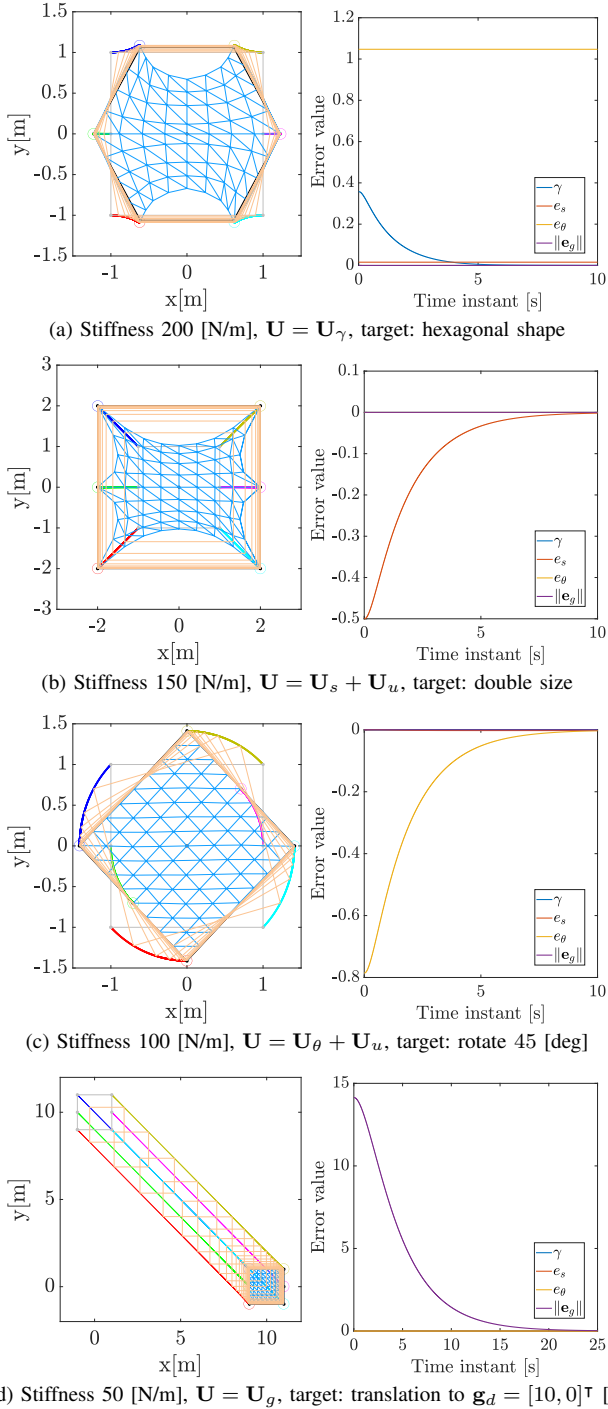 1.5
1
0.5
0
-0.5
-1
-1.5
y[m]
-1 0 1
x[m]
1.2
1
0.8
0.6
0.4
0.2
0
Error value
γ
e_s
e_θ
‖e_g‖
0 5 10
Time instant [s]
(a) Stiffness 200 [N/m], U = U_γ, target: hexagonal shape
3
2
1
0
-1
-2
-3
y[m]
-2 0 2
x[m]
0.1
0
-0.1
-0.2
-0.3
-0.4
-0.5
Error value
γ
e_s
e_θ
‖e_g‖
0 5 10
Time instant [s]
(b) Stiffness 150 [N/m], U = U_s + U_u, target: double size
1.5
1
0.5
0
-0.5
-1
-1.5
y[m]
-1 0 1
x[m]
0
-0.2
-0.4
-0.6
-0.8
Error value
γ
e_s
e_θ
‖e_g‖
0 5 10
Time instant [s]
(c) Stiffness 100 [N/m], U = U_θ + U_u, target: rotate 45 [deg]
10
5
0
y[m]
0 5 10
x[m]
15
10
5
0
Error value
γ
e_s
e_θ
‖e_g‖
0 5 10 15 20 25
Time instant [s]
d) Stiffness 50 [N/m], U = U_g, target: translation to g_d = [10, 0]ᵀ [